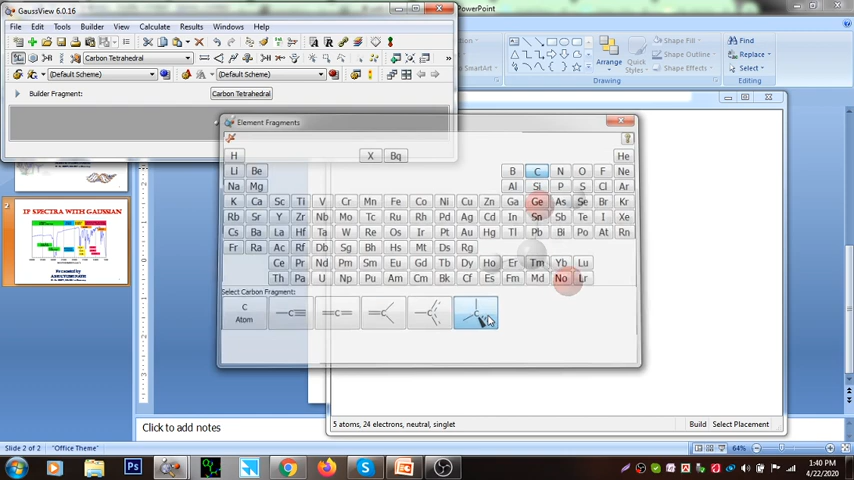 GaussView 6.0.16
PowerPoint
File Tools Builder View Calculate Results Windows Help
Carbon Tetrahedral
(Default Scheme) (Default Scheme)
Builder Fragment: Carbon Tetrahedral
Arrange
Shape Fill
Shape Outline
Shape Effects
Drawing
Find
Replace
Select
Editing
SmartArt
Element Fragments
H X Bq He
Li Be B C N O F Ne
Na Mg Al Si P S Cl Ar
K Ca Sc Ti V Cr Mn Fe Co Ni Cu Zn Ga Ge As Se Br Kr
Rb Sr Y Zr Nb Mo Tc Ru Rh Pd Ag Cd In Sn Sb Te I Xe
Cs Ba La Hf Ta W Re Os Ir Pt Au Hg Tl Pb Bi Po At Rn
Fr Ra Ac Rf Db Sg Bh Hs Mt Ds Rg
Ce Pr Nd Pm Sm Eu Gd Tb Dy Ho Er Tm Yb Lu
Th Pa U Np Pu Am Cm Bk Cf Es Fm Md No Lr
Select Carbon Fragment:
C
Atom
C C C C C
2
IF SPECTRA WITH GAUSSIAN
5 atoms, 24 electrons, neutral, singlet
Build Select Placement
Click to add notes
Slide 2 of 2 "Office Theme" 64%
1:40 PM
4/22/2020